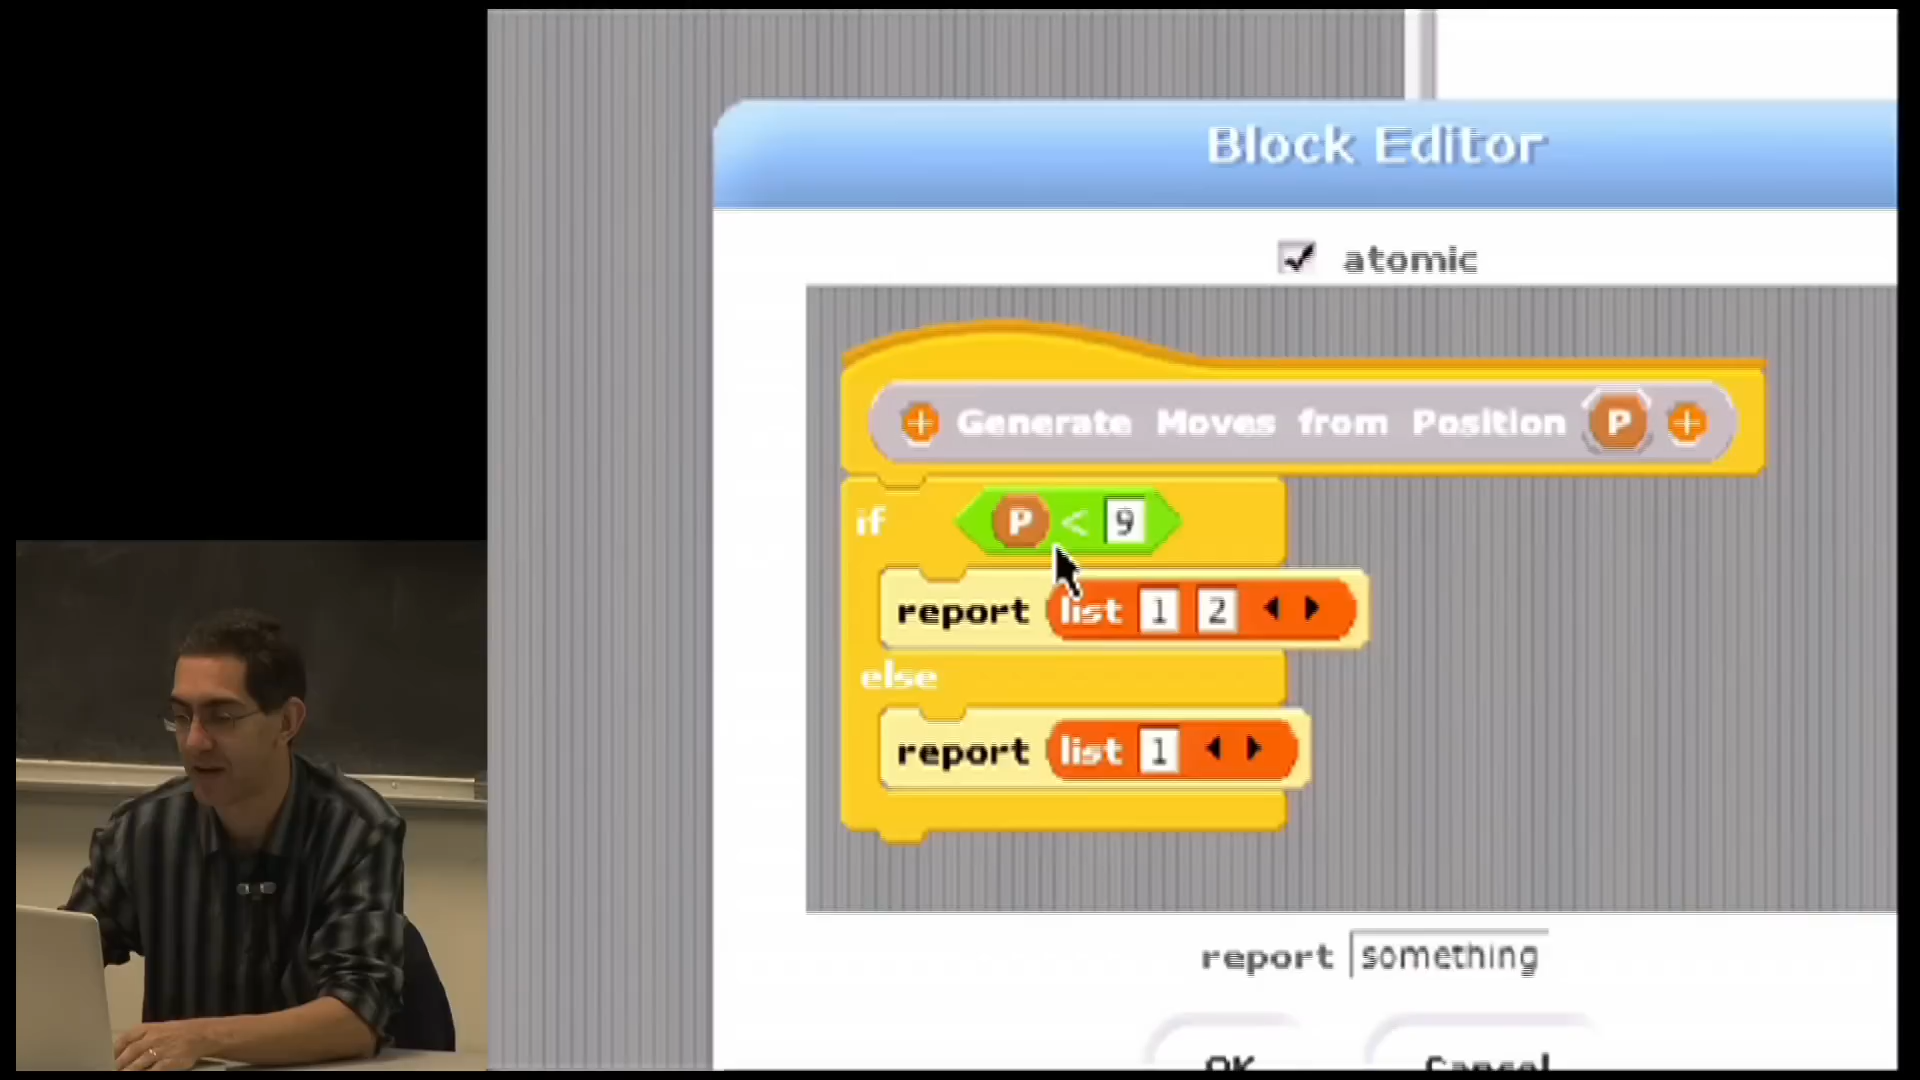 Block Editor
atomic
Generate Moves from Position P
if P < 9
report list 1 2
else
report list 1
report something
OK Cancel